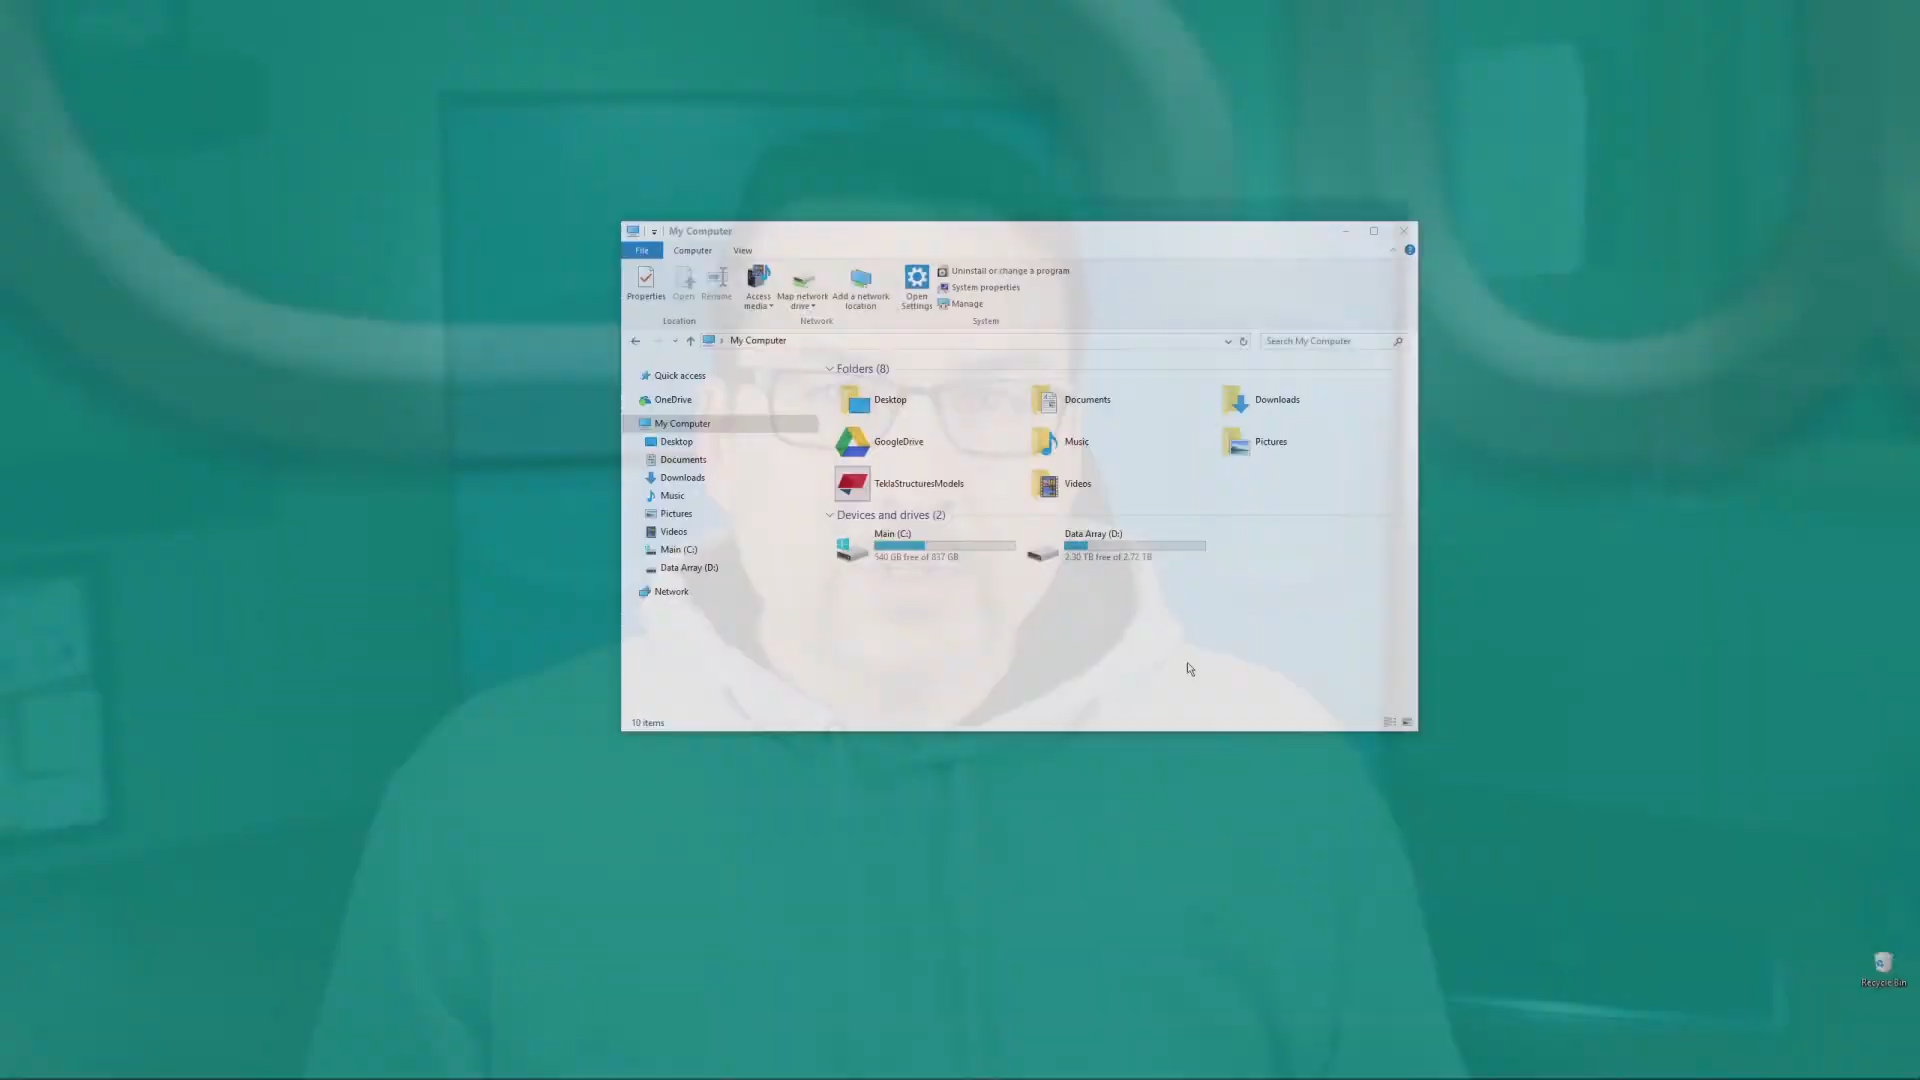 My Computer
File Computer View
Properties Open Rename Access media Map network drive Add a network location Open Settings Uninstall or change a program
System properties
Manage
Location Network System
My Computer Search My Computer
Quick access
OneDrive
My Computer
Desktop
Documents
Downloads
Music
Pictures
Videos
Main (C:)
Data Array (D:)
Network
Folders (8)
Desktop Documents Downloads
GoogleDrive Music Pictures
TeklaStructuresModels Videos
Devices and drives (2)
Main (C:) Data Array (D:)
540 GB free of 837 GB 2.30 TB free of 2.72 TB
10 items
Recycle Bin